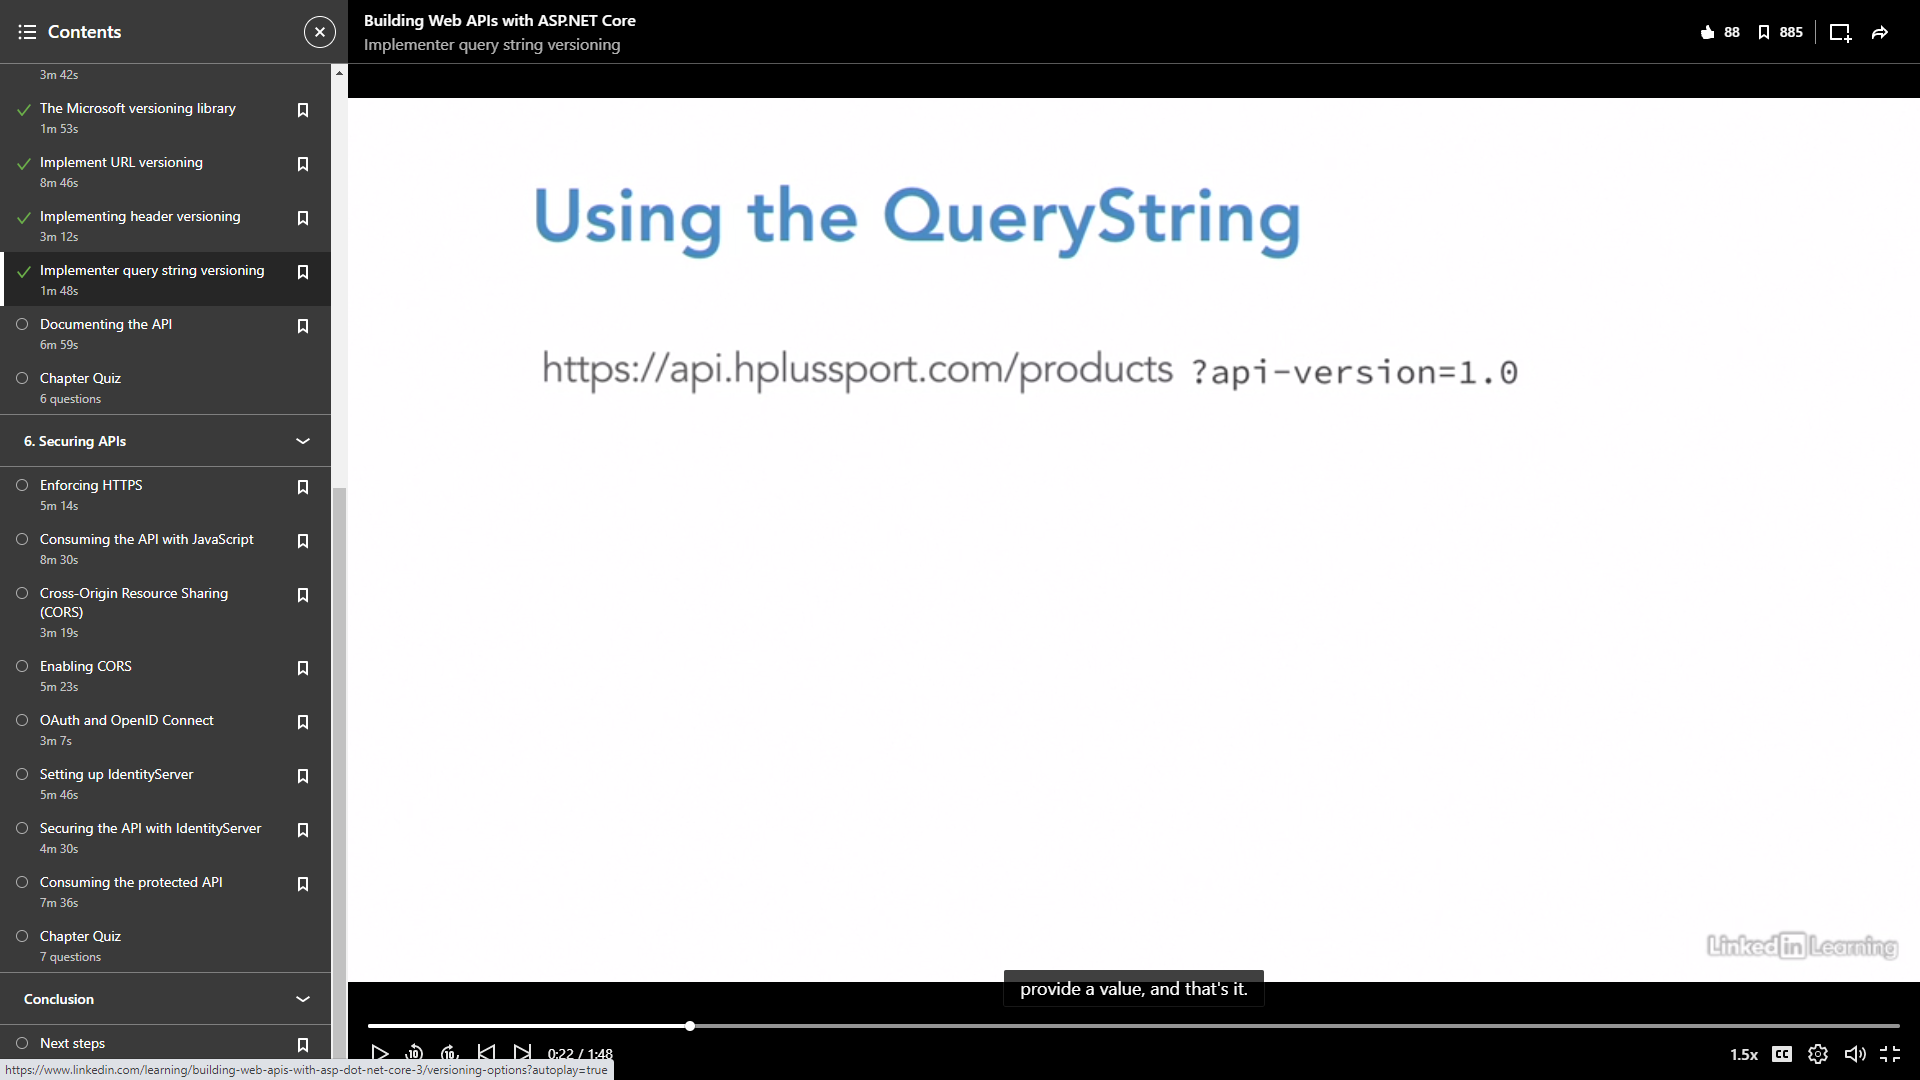 Contents
Building Web APIs with ASP.NET Core
Implementer query string versioning
88
885
3m 42s
The Microsoft versioning library
1m 53s
Implement URL versioning
8m 46s
Implementing header versioning
3m 12s
Implementer query string versioning
1m 48s
Documenting the API
6m 59s
Chapter Quiz
6 questions
6. Securing APIs
Enforcing HTTPS
5m 14s
Consuming the API with JavaScript
8m 30s
Cross-Origin Resource Sharing
(CORS)
3m 19s
Enabling CORS
5m 23s
OAuth and OpenID Connect
3m 7s
Setting up IdentityServer
5m 46s
Securing the API with IdentityServer
4m 30s
Consuming the protected API
7m 36s
Chapter Quiz
7 questions
Conclusion
Next steps
https://www.linkedin.com/learning/building-web-apis-with-asp-dot-net-core-3/versioning-options?autoplay=true
Using the QueryString
https://api.hplussport.com/products ?api-version=1.0
Linked in Learning
provide a value, and that's it.
10
10
0:22 / 1:48
1.5x
CC